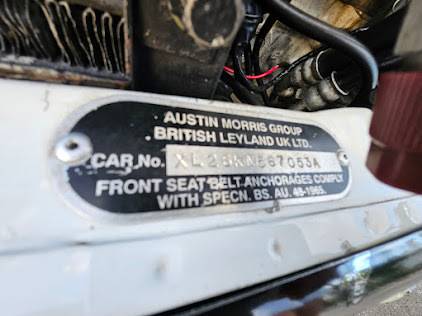 AUSTIN MORRIS GROUP
BRITISH LEYLAND UK LTD.
CAR No.
FRONT SEAT BELT ANCHORAGES COMPLY
WITH SPECN. BS. AU. 48-1965.